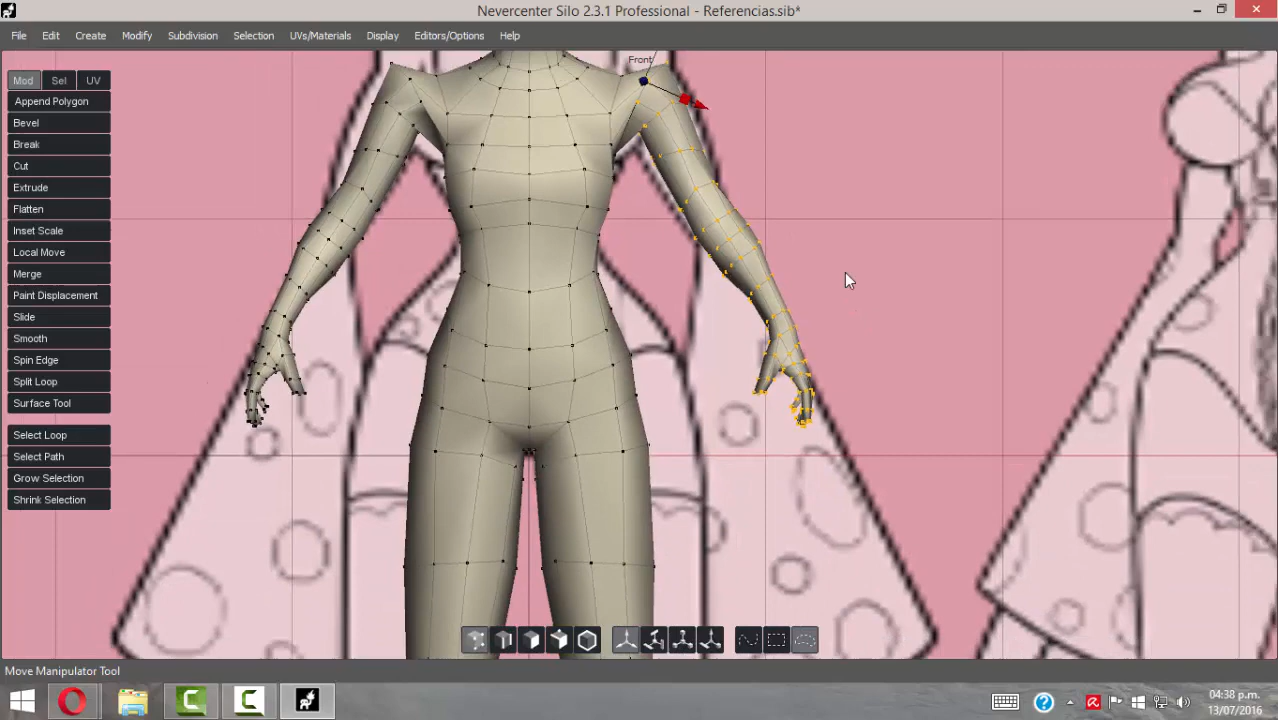 Nevercenter Silo 2.3.1 Professional - Referencias.sib*
File Edit Create Modify Subdivision Selection UVs/Materials Display Editors/Options Help
Front
Mod Sel UV
Append Polygon
Bevel
Break
Cut
Extrude
Flatten
Inset Scale
Local Move
Merge
Paint Displacement
Slide
Smooth
Spin Edge
Split Loop
Surface Tool
Select Loop
Select Path
Grow Selection
Shrink Selection
Move Manipulator Tool
04:38 p.m.
13/07/2016